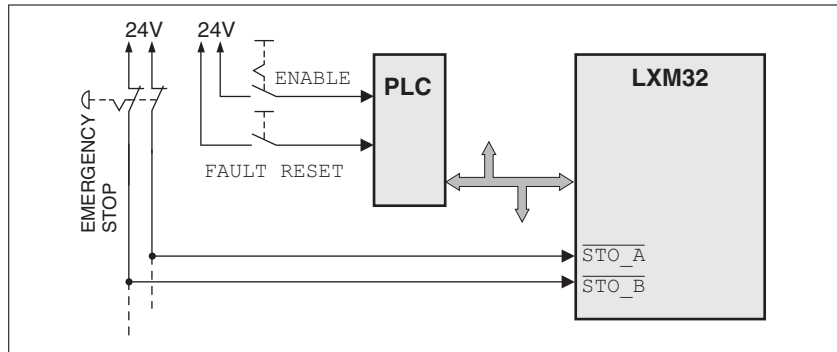 24V
24V
ENABLE
PLC
LXM32
EMERGENCY
STOP
FAULT RESET
STO_A
STO_B